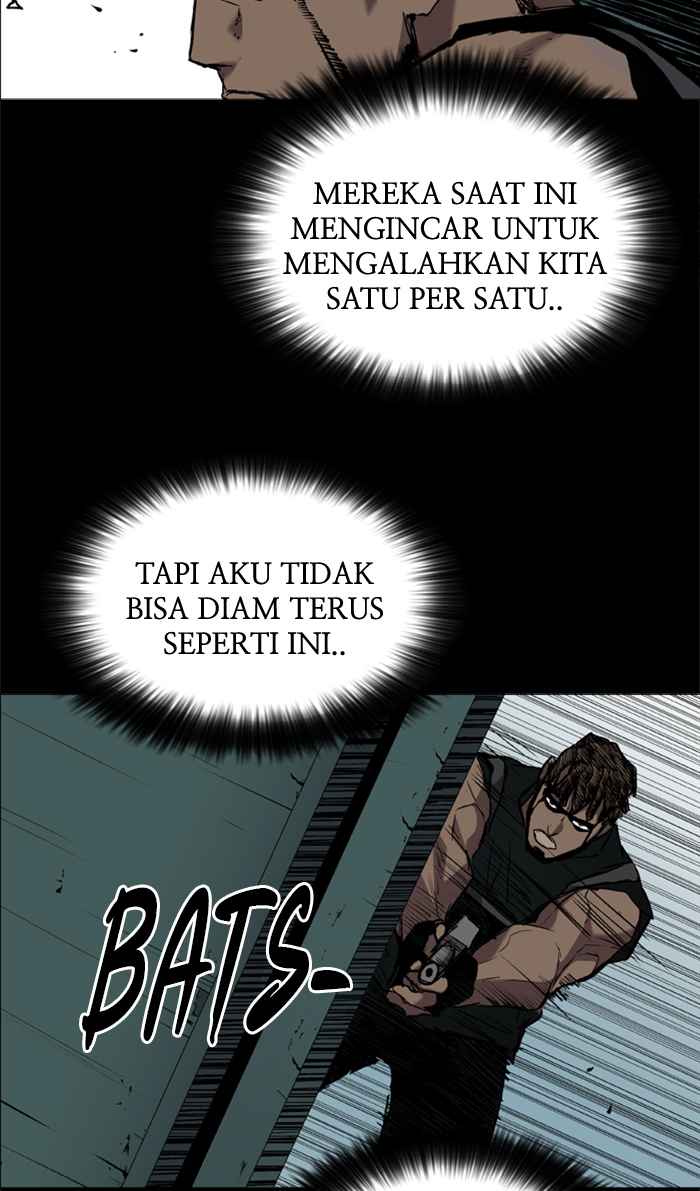 MEREKA SAAT INI
MENGINCAR UNTUK
MENGALAHKAN KITA
SATU PER SATU..
TAPI AKU TIDAK
BISA DIAM TERUS
SEPERTI INI..
BATS-